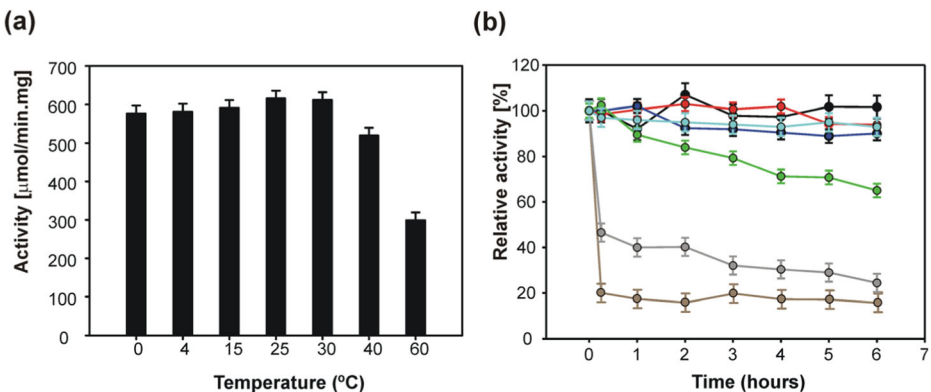 (a)
(b)
Activity [µmol/min.mg]
700
600
500
400
300
200
100
0
0 4 15 25 30 40 60
Temperature (ºC)
Relative activity [%]
120
100
80
60
40
20
0
0 1 2 3 4 5 6 7
Time (hours)